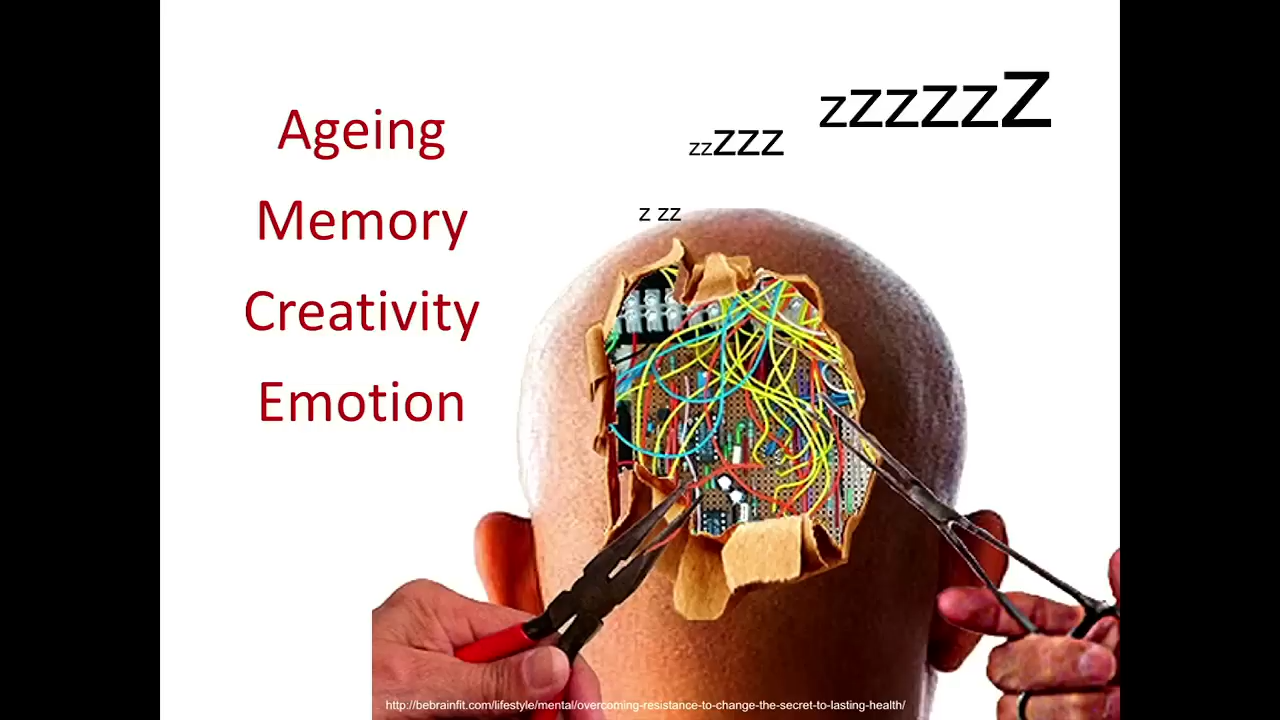 zzzzzZ
zzZZZ
Ageing
z zz
Memory
Creativity
Emotion
http://bebrainfit.com/lifestyle/mental/overcoming-resistance-to-change-the-secret-to-lasting-health/